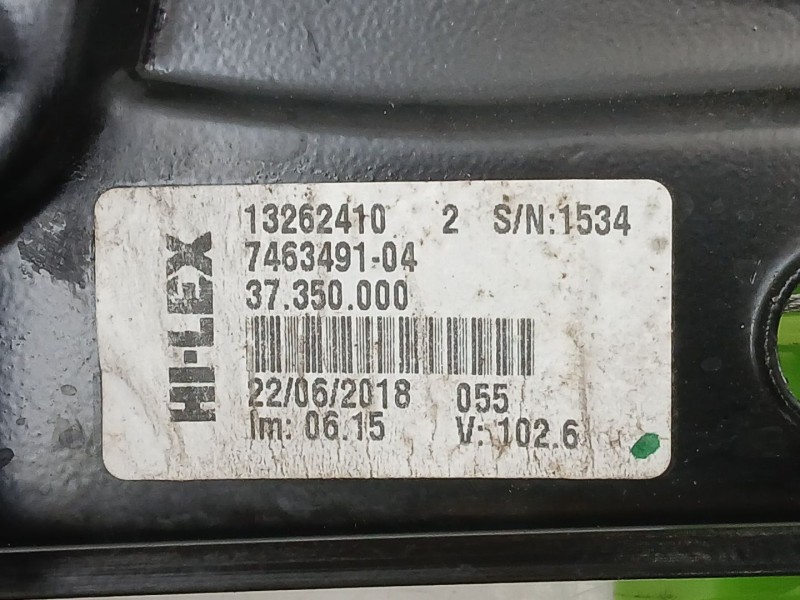 HI-LEX
13262410 2 S/N:1534
7463491-04
37.350.000
22/06/2018 055
Im: 06.15 V: 102.6